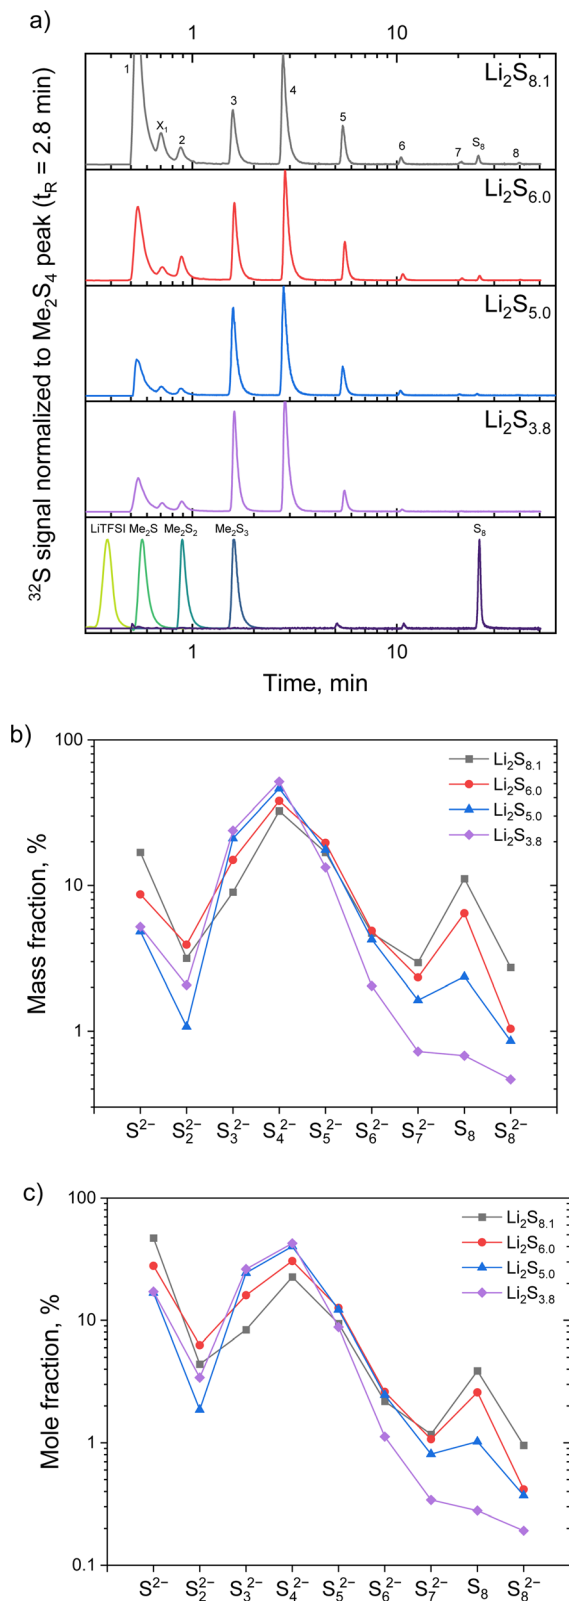 a)
1 10
³²S signal normalized to Me₂S₄ peak (tR = 2.8 min)
1 X₁ 2 3 4 5 6 7 S₈ 8
Li₂S₈.₁
Li₂S₆.₀
Li₂S₅.₀
Li₂S₃.₈
LiTFSI Me₂S Me₂S₂ Me₂S₃ S₈
1 10
Time, min
b)
100
10
1
Mass fraction, %
Li₂S₈.₁
Li₂S₆.₀
Li₂S₅.₀
Li₂S₃.₈
S²⁻ S₂²⁻ S₃²⁻ S₄²⁻ S₅²⁻ S₆²⁻ S₇²⁻ S₈ S₈²⁻
c)
100
10
1
0.1
Mole fraction, %
Li₂S₈.₁
Li₂S₆.₀
Li₂S₅.₀
Li₂S₃.₈
S²⁻ S₂²⁻ S₃²⁻ S₄²⁻ S₅²⁻ S₆²⁻ S₇²⁻ S₈ S₈²⁻